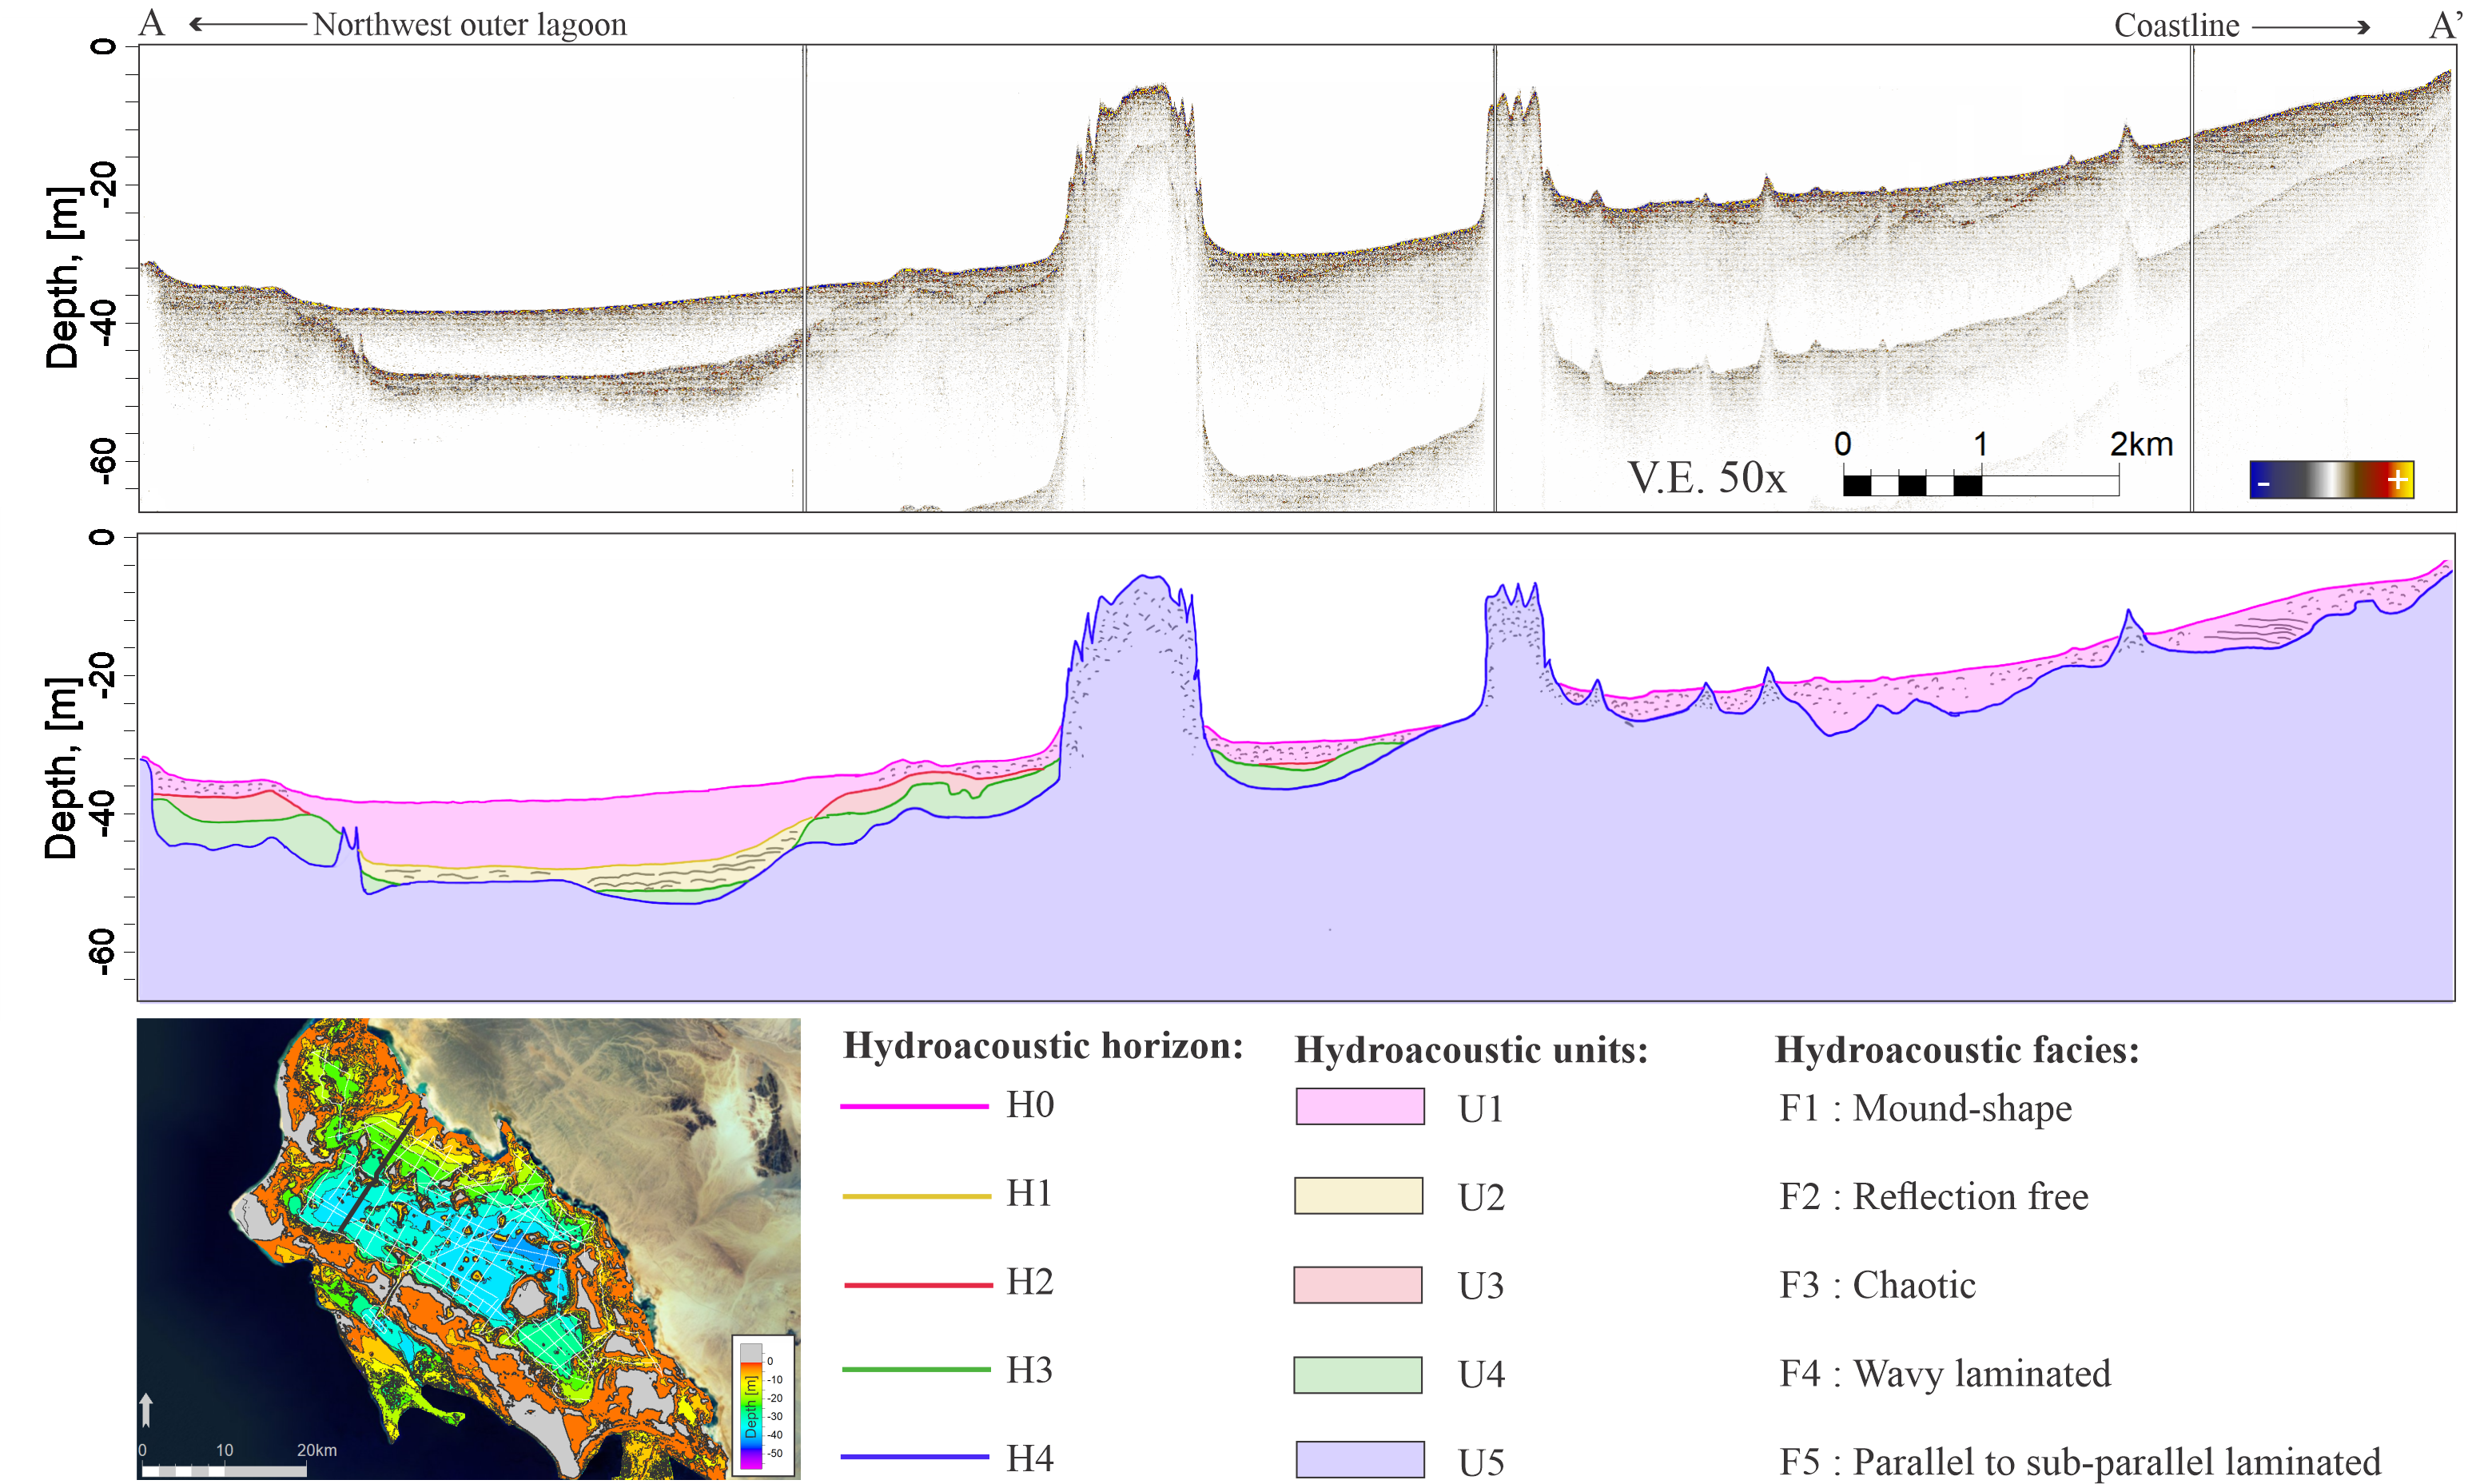 A ← Northwest outer lagoon Coastline → A’
0
-20
-40
-60
Depth, [m]
V.E. 50x
0 1 2km
- +
0
-20
-40
-60
Depth, [m]
0 10 20km
Depth [m]
0
-10
-20
-30
-40
-50
Hydroacoustic horizon:
H0
H1
H2
H3
H4
Hydroacoustic units:
U1
U2
U3
U4
U5
Hydroacoustic facies:
F1 : Mound-shape
F2 : Reflection free
F3 : Chaotic
F4 : Wavy laminated
F5 : Parallel to sub-parallel laminated